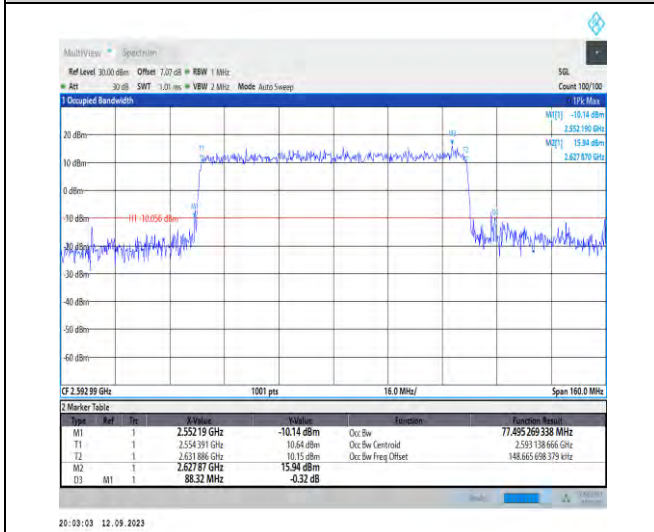 MultiView Spectrum
Ref Level 30.00 dBm Offset 7.07 dB RBW 1 MHz SGL
Att 30 dB SWT 1.01 ms VBW 2 MHz Mode Auto Sweep Count 100/100
1 Occupied Bandwidth 1Pk Max
M1[1] -10.14 dBm
2.552 190 GHz
M2[1] 15.94 dBm
2.627 870 GHz
20 dBm
10 dBm
0 dBm
-10 dBm
H1 -10.056 dBm
-20 dBm
-30 dBm
-40 dBm
-50 dBm
-60 dBm
M1
T1
M2
T2
D3
CF 2.592 99 GHz 1001 pts 16.0 MHz/ Span 160.0 MHz
2 Marker Table
Type Ref Trc X-Value Y-Value Function Function Result
M1 1 2.55219 GHz -10.14 dBm Occ Bw 77.495 269 338 MHz
T1 1 2.554 391 GHz 10.64 dBm Occ Bw Centroid 2.593 138 666 GHz
T2 1 2.631 886 GHz 10.15 dBm Occ Bw Freq Offset 148.665 698 379 kHz
M2 1 2.627 87 GHz 15.94 dBm
D3 M1 1 88.32 MHz -0.32 dB
20:03:03 12.09.2023